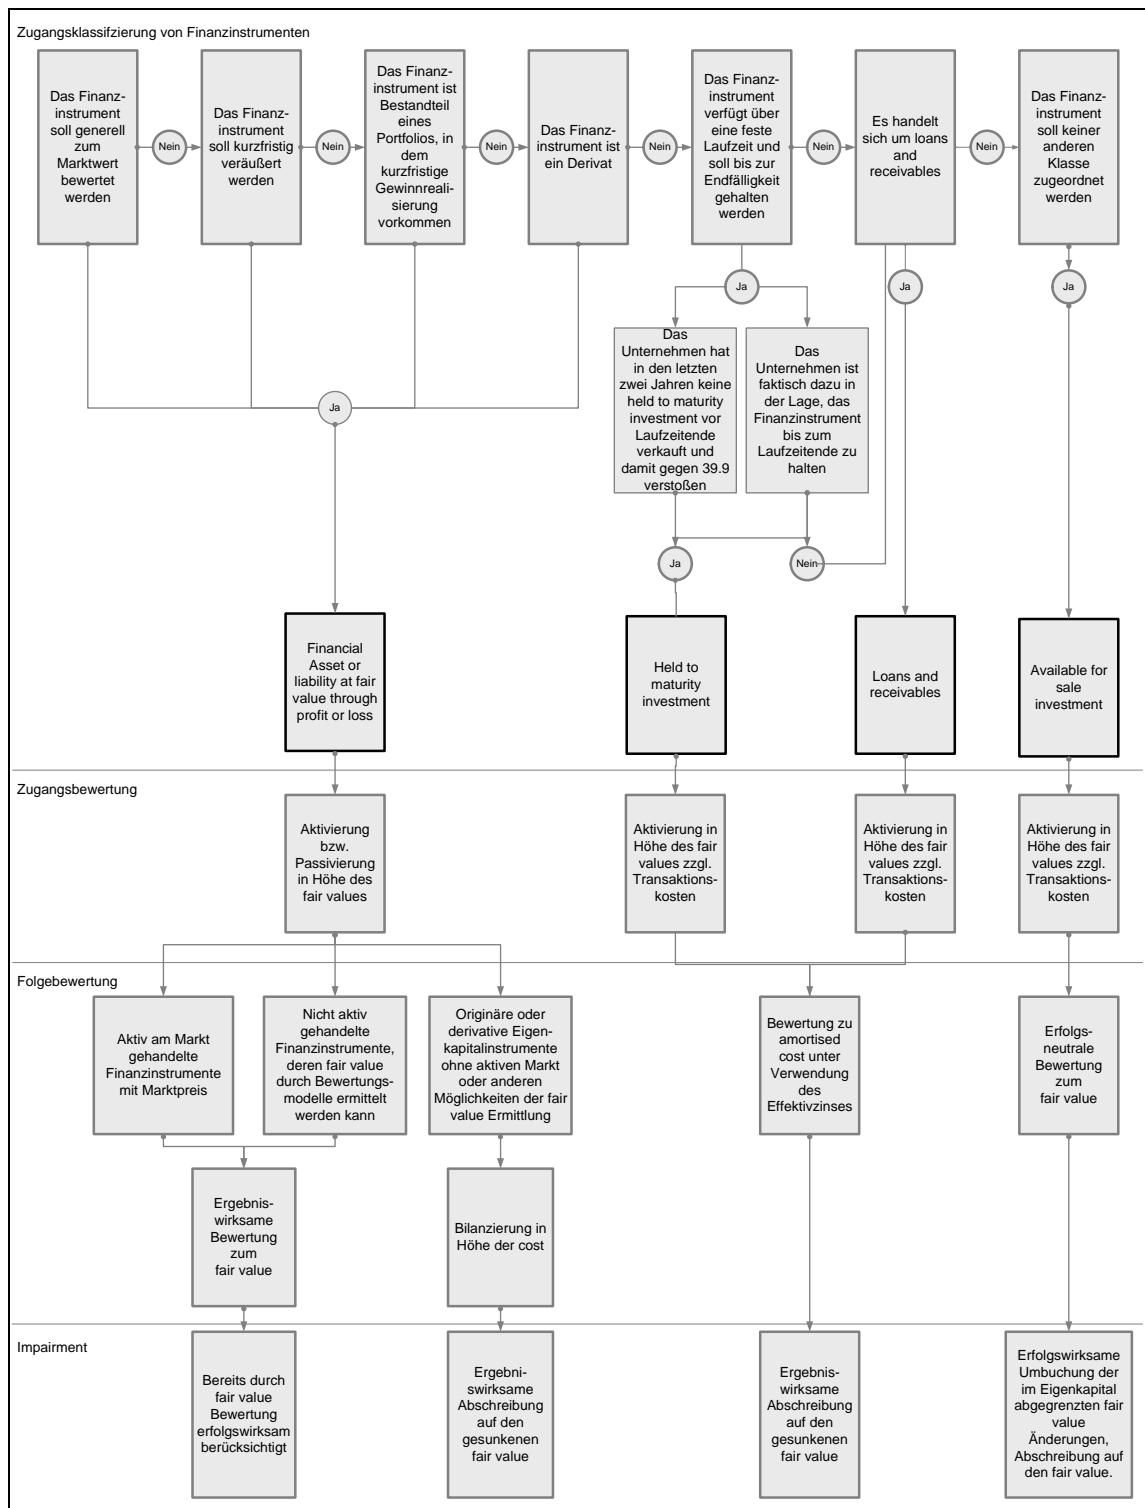 Zugangsklassifzierung von Finanzinstrumenten
Das Finanz-
instrument
soll generell
zum
Marktwert
bewertet
werden
Nein
Das Finanz-
instrument
soll kurzfristig
veräußert
werden
Nein
Das Finanz-
instrument ist
Bestandteil
eines
Portfolios, in
dem
kurzfristige
Gewinnreali-
sierung
vorkommen
Nein
Das Finanz-
instrument ist
ein Derivat
Nein
Das Finanz-
instrument
verfügt über
eine feste
Laufzeit und
soll bis zur
Endfälligkeit
gehalten
werden
Nein
Es handelt
sich um loans
and
receivables
Nein
Das Finanz-
instrument
soll keiner
anderen
Klasse
zugeordnet
werden
Ja
Ja
Ja
Das
Unternehmen hat
in den letzten
zwei Jahren keine
held to maturity
investment vor
Laufzeitende
verkauft und
damit gegen 39.9
verstoßen
Das
Unternehmen ist
faktisch dazu in
der Lage, das
Finanzinstrument
bis zum
Laufzeitende zu
halten
Ja
Ja
Nein
Financial
Asset or
liability at fair
value through
profit or loss
Held to
maturity
investment
Loans and
receivables
Available for
sale
investment
Zugangsbewertung
Aktivierung
bzw.
Passivierung
in Höhe des
fair values
Aktivierung in
Höhe des fair
values zzgl.
Transaktions-
kosten
Aktivierung in
Höhe des fair
values zzgl.
Transaktions-
kosten
Aktivierung in
Höhe des fair
values zzgl.
Transaktions-
kosten
Folgebewertung
Aktiv am Markt
gehandelte
Finanzinstrumente
mit Marktpreis
Nicht aktiv
gehandelte
Finanzinstrumente,
deren fair value
durch Bewertungs-
modelle ermittelt
werden kann
Originäre oder
derivative Eigen-
kapitalinstrumente
ohne aktiven Markt
oder anderen
Möglichkeiten der fair
value Ermittlung
Bewertung zu
amortised
cost unter
Verwendung
des
Effektivzinses
Erfolgs-
neutrale
Bewertung
zum
fair value
Ergebnis-
wirksame
Bewertung
zum
fair value
Bilanzierung in
Höhe der cost
Impairment
Bereits durch
fair value
Bewertung
erfolgswirksam
berücksichtigt
Ergebni-
swirksame
Abschreibung
auf den
gesunkenen
fair value
Ergebnis-
wirksame
Abschreibung
auf den
gesunkenen
fair value
Erfolgswirksame
Umbuchung der
im Eigenkapital
abgegrenzten fair
value
Änderungen,
Abschreibung auf
den fair value.